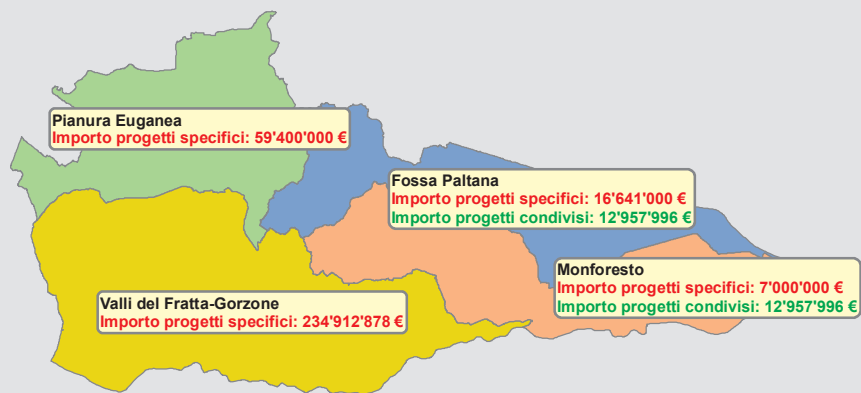 Pianura Euganea
Importo progetti specifici: 59'400'000 €
Fossa Paltana
Importo progetti specifici: 16'641'000 €
Importo progetti condivisi: 12'957'996 €
Monforesto
Importo progetti specifici: 7'000'000 €
Importo progetti condivisi: 12'957'996 €
Valli del Fratta-Gorzone
Importo progetti specifici: 234'912'878 €